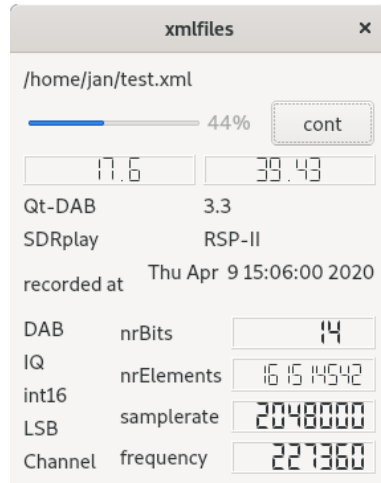 xmlfiles ×
/home/jan/test.xml
44% cont
17.6 39.43
Qt-DAB 3.3
SDRplay RSP-II
recorded at Thu Apr 9 15:06:00 2020
DAB nrBits 14
IQ
nrElements 161514542
int16
samplerate 2048000
LSB
Channel frequency 227360